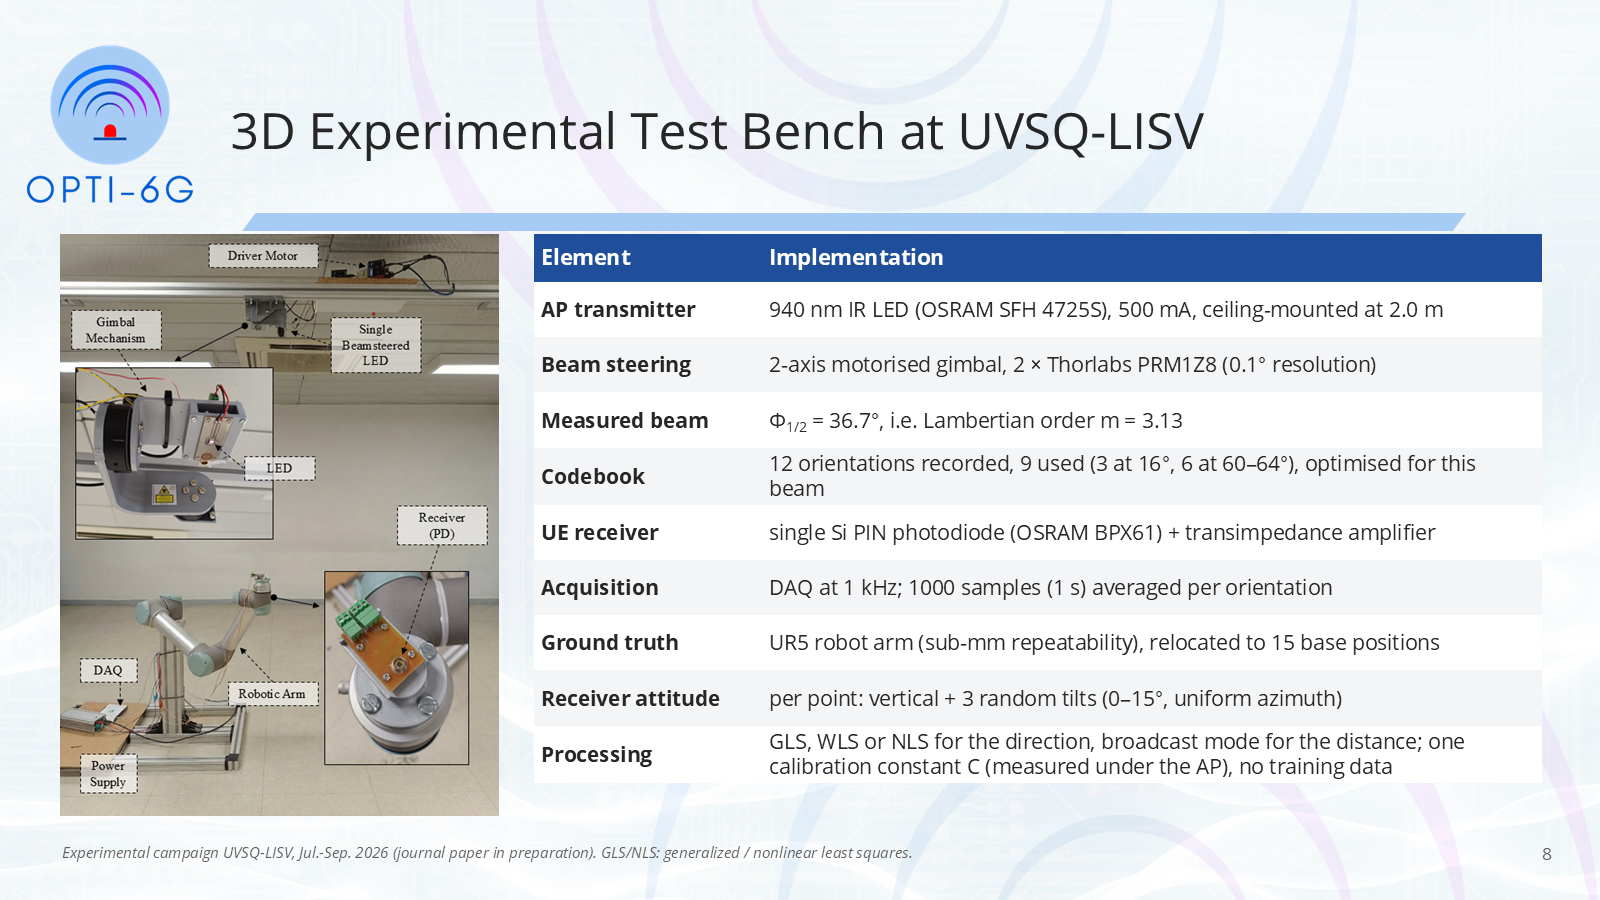 OPTI-6G
3D Experimental Test Bench at UVSQ-LISV
Driver Motor
Gimbal
Mechanism
Single
Beamsteered
LED
LED
Receiver
(PD)
DAQ
Robotic Arm
Power
Supply
Element Implementation
AP transmitter 940 nm IR LED (OSRAM SFH 4725S), 500 mA, ceiling-mounted at 2.0 m
Beam steering 2-axis motorised gimbal, 2 × Thorlabs PRM1Z8 (0.1° resolution)
Measured beam Φ1/2 = 36.7°, i.e. Lambertian order m = 3.13
Codebook 12 orientations recorded, 9 used (3 at 16°, 6 at 60–64°), optimised for this
beam
UE receiver single Si PIN photodiode (OSRAM BPX61) + transimpedance amplifier
Acquisition DAQ at 1 kHz; 1000 samples (1 s) averaged per orientation
Ground truth UR5 robot arm (sub-mm repeatability), relocated to 15 base positions
Receiver attitude per point: vertical + 3 random tilts (0–15°, uniform azimuth)
Processing GLS, WLS or NLS for the direction, broadcast mode for the distance; one
calibration constant C (measured under the AP), no training data
Experimental campaign UVSQ-LISV, Jul.-Sep. 2026 (journal paper in preparation). GLS/NLS: generalized / nonlinear least squares.
8